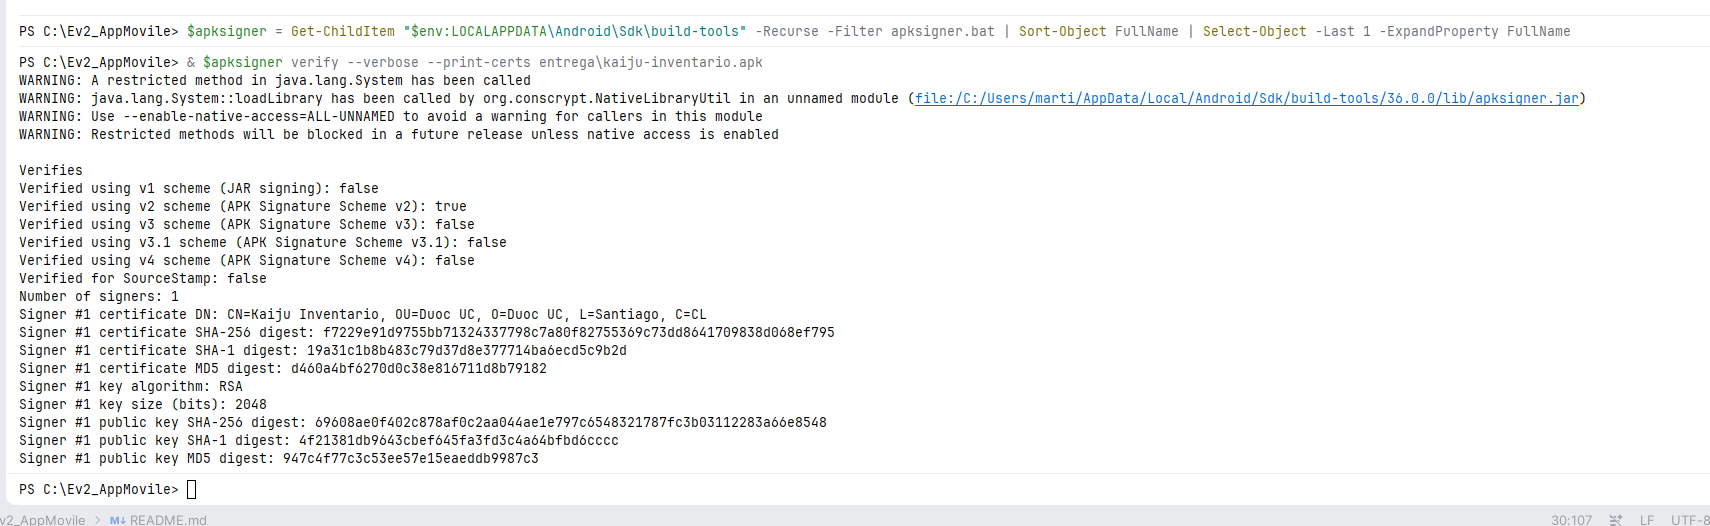 PS C:\Ev2_AppMovile> $apksigner = Get-ChildItem "$env:LOCALAPPDATA\Android\Sdk\build-tools" -Recurse -Filter apksigner.bat | Sort-Object FullName | Select-Object -Last 1 -ExpandProperty FullName
PS C:\Ev2_AppMovile> & $apksigner verify --verbose --print-certs entrega\kaiju-inventario.apk
WARNING: A restricted method in java.lang.System has been called
WARNING: java.lang.System::loadLibrary has been called by org.conscrypt.NativeLibraryUtil in an unnamed module (file:/C:/Users/marti/AppData/Local/Android/Sdk/build-tools/36.0.0/lib/apksigner.jar)
WARNING: Use --enable-native-access=ALL-UNNAMED to avoid a warning for callers in this module
WARNING: Restricted methods will be blocked in a future release unless native access is enabled
Verifies
Verified using v1 scheme (JAR signing): false
Verified using v2 scheme (APK Signature Scheme v2): true
Verified using v3 scheme (APK Signature Scheme v3): false
Verified using v3.1 scheme (APK Signature Scheme v3.1): false
Verified using v4 scheme (APK Signature Scheme v4): false
Verified for SourceStamp: false
Number of signers: 1
Signer #1 certificate DN: CN=Kaiju Inventario, OU=Duoc UC, O=Duoc UC, L=Santiago, C=CL
Signer #1 certificate SHA-256 digest: f7229e91d9755bb71324337798c7a80f82755369c73dd8641709838d068ef795
Signer #1 certificate SHA-1 digest: 19a31c1b8b483c79d37d8e377714ba6ecd5c9b2d
Signer #1 certificate MD5 digest: d460a4bf6270d0c38e816711d8b79182
Signer #1 key algorithm: RSA
Signer #1 key size (bits): 2048
Signer #1 public key SHA-256 digest: 69608ae0f402c878af0c2aa044ae1e797c6548321787fc3b03112283a66e8548
Signer #1 public key SHA-1 digest: 4f21381db9643cbef645fa3fd3c4a64bfbd6cccc
Signer #1 public key MD5 digest: 947c4f77c3c53ee57e15eaeddb9987c3
PS C:\Ev2_AppMovile>
v2_AppMovile > M↓ README.md 30:107 LF UTF-8